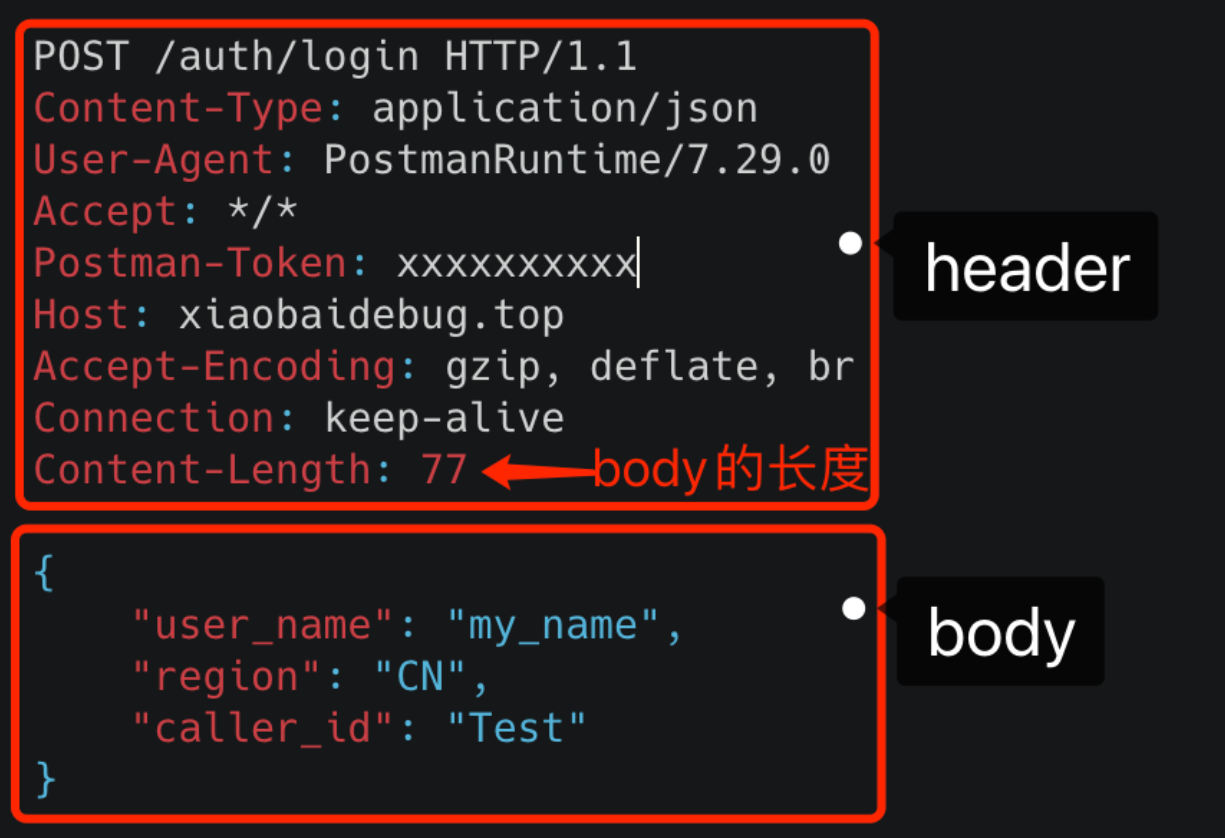 POST /auth/login HTTP/1.1
Content-Type: application/json
User-Agent: PostmanRuntime/7.29.0
Accept: */*
Postman-Token: xxxxxxxxxx
header
Host: xiaobaidebug.top
Accept-Encoding: gzip, deflate, br
Connection: keep-alive
Content-Length: 77 body的长度
{
"user_name": "my_name",
body
"region": "CN",
"caller_id": "Test"
}